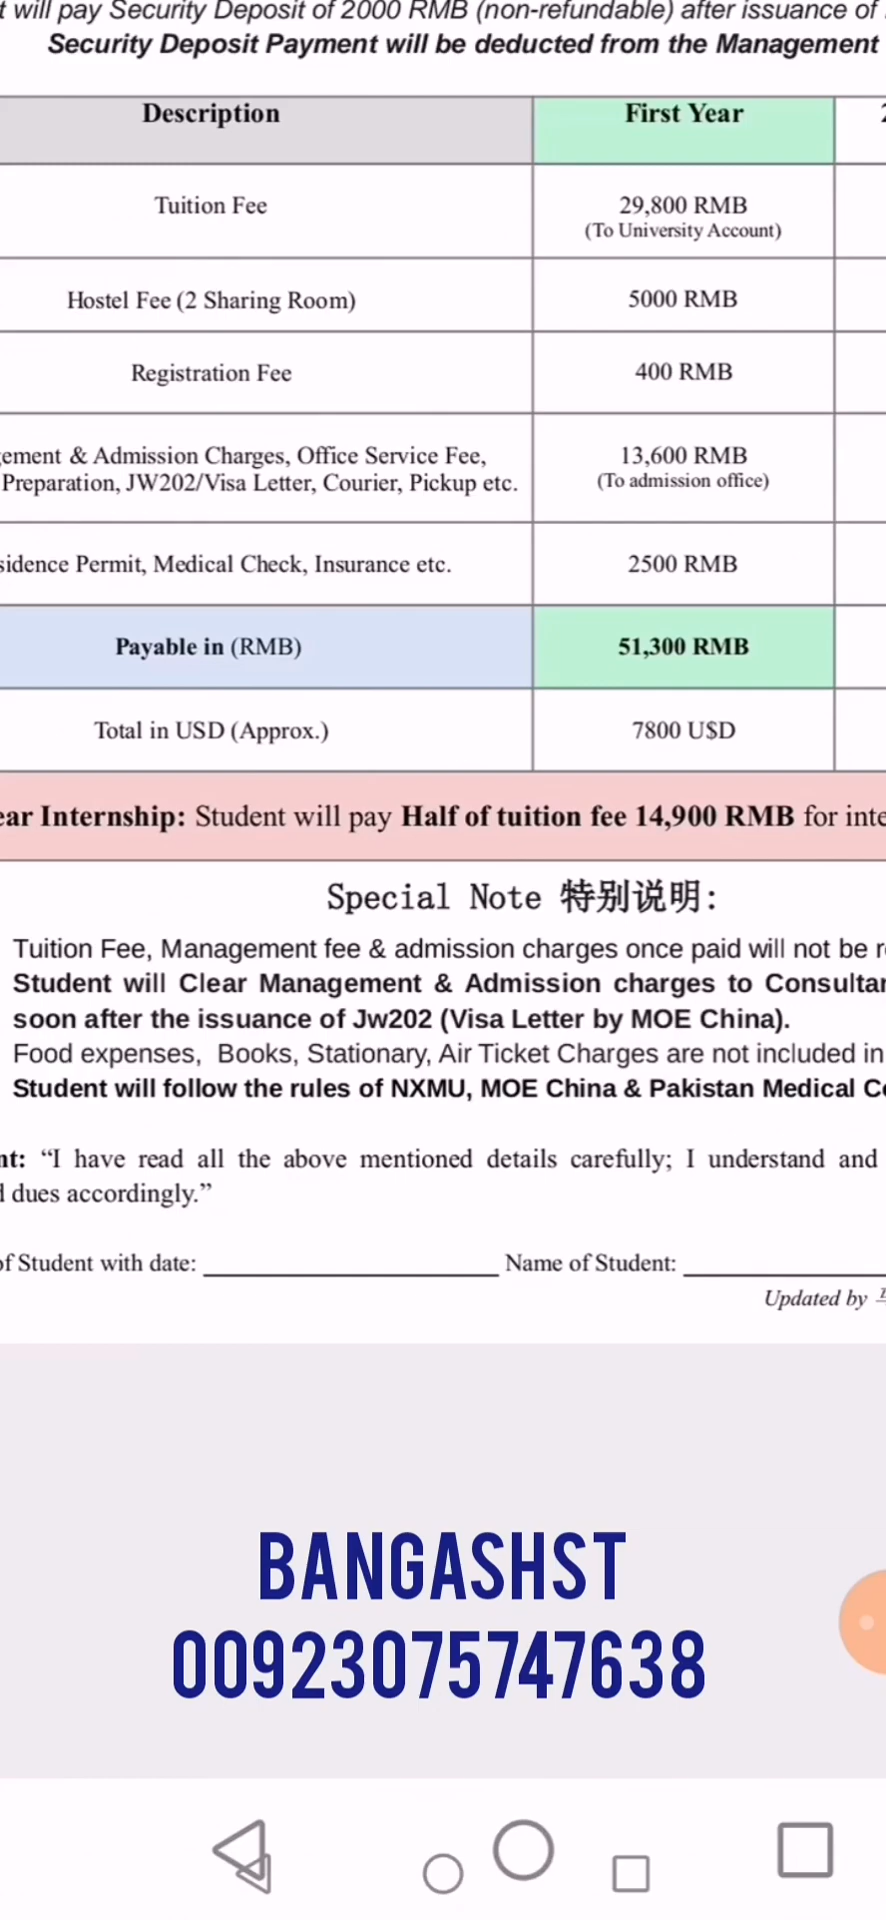 will pay Security Deposit of 2000 RMB (non-refundable) after issuance of
Security Deposit Payment will be deducted from the Management
Description First Year
Tuition Fee 29,800 RMB
(To University Account)
Hostel Fee (2 Sharing Room) 5000 RMB
Registration Fee 400 RMB
& Admission Charges, Office Service Fee, 13,600 RMB
Preparation, JW202/Visa Letter, Courier, Pickup etc. (To admission office)
Permit, Medical Check, Insurance etc. 2500 RMB
Payable in (RMB) 51,300 RMB
Total in USD (Approx.) 7800 U$D
Internship: Student will pay Half of tuition fee 14,900 RMB for
Special Note 特别说明:
Tuition Fee, Management fee & admission charges once paid will not be
Student will Clear Management & Admission charges to
soon after the issuance of Jw202 (Visa Letter by MOE China).
Food expenses, Books, Stationary, Air Ticket Charges are not included in
Student will follow the rules of NXMU, MOE China & Pakistan Medical
“I have read all the above mentioned details carefully; I understand and
dues accordingly.”
of Student with date: Name of Student:
Updated by
BANGASHST
00923075747638